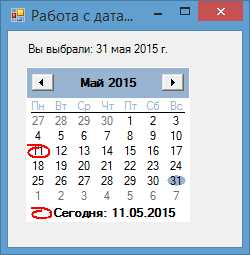 Работа с дата...
Вы выбрали: 31 мая 2015 г.
Май 2015
Пн Вт Ср Чт Пт Сб Вс
27 28 29 30 1 2 3
4 5 6 7 8 9 10
11 12 13 14 15 16 17
18 19 20 21 22 23 24
25 26 27 28 29 30 31
1 2 3 4 5 6 7
Сегодня: 11.05.2015